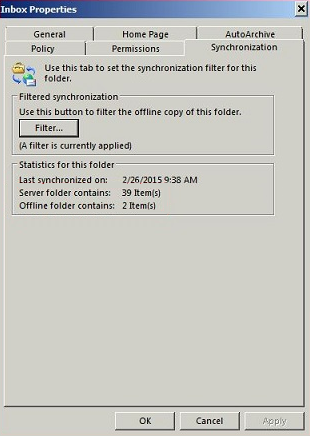 Inbox Properties
General Home Page AutoArchive
Policy Permissions Synchronization
Use this tab to set the synchronization filter for this
folder.
Filtered synchronization
Use this button to filter the offline copy of this folder.
Filter...
(A filter is currently applied)
Statistics for this folder
Last synchronized on: 2/26/2015 9:38 AM
Server folder contains: 39 Item(s)
Offline folder contains: 2 Item(s)
OK Cancel Apply